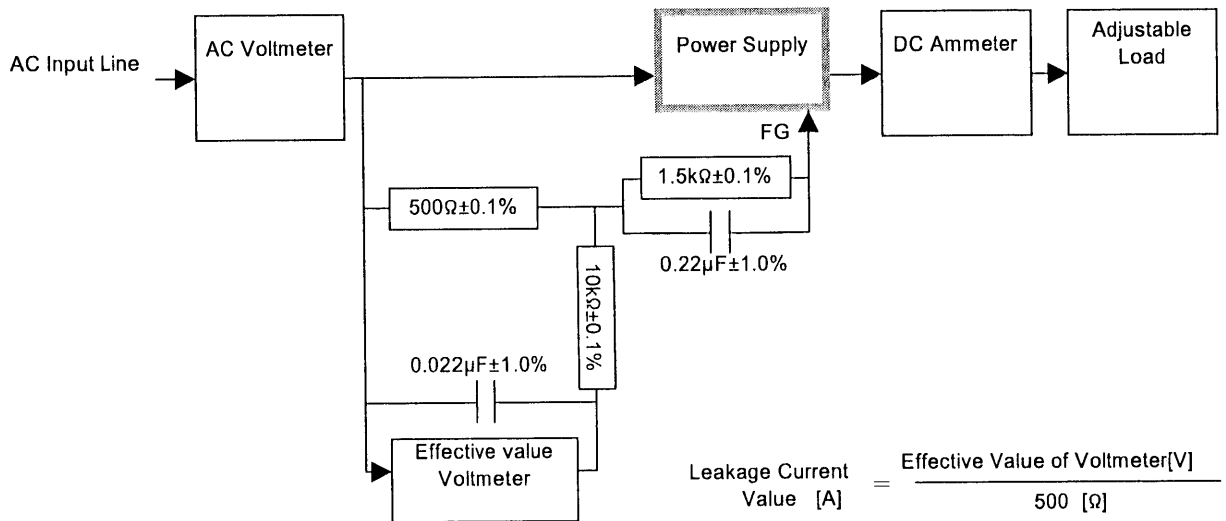 AC Input Line
AC Voltmeter
Power Supply
DC Ammeter
Adjustable
Load
FG
1.5kΩ±0.1%
500Ω±0.1%
0.22µF±1.0%
10kΩ±0.1%
0.022µF±1.0%
Effective value
Voltmeter
Leakage Current
Value [A]
=
Effective Value of Voltmeter[V]
500 [Ω]